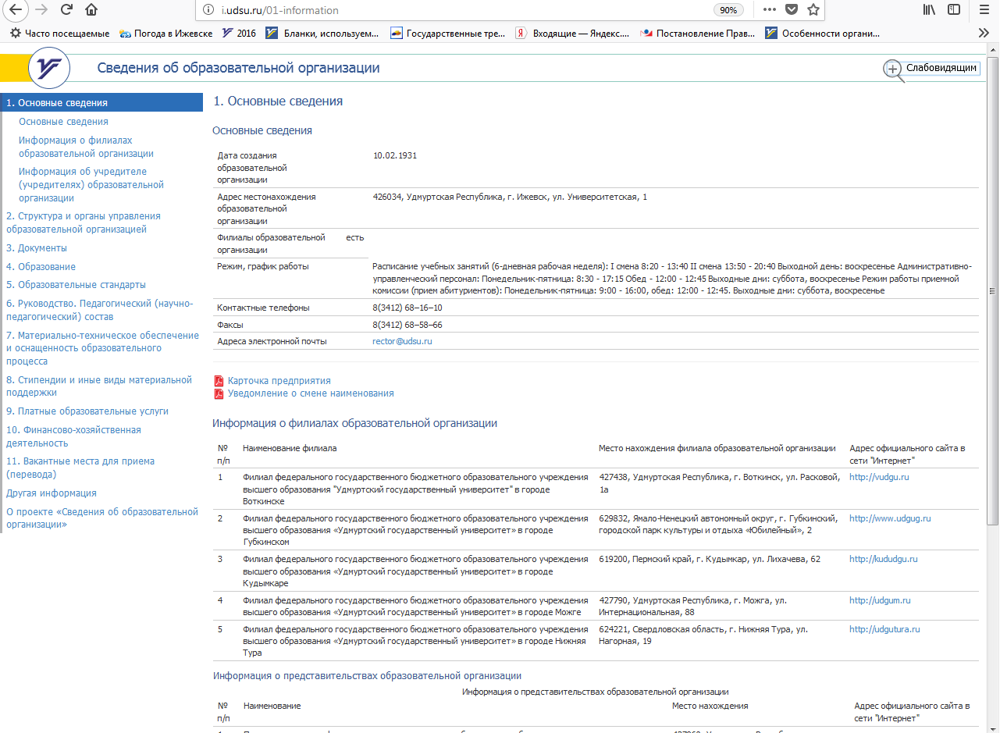 i.udsu.ru/01-information
90%
Часто посещаемые
Погода в Ижевске
2016
Бланки, используем...
Государственные тре...
Входящие — Яндекс....
Постановление Прав...
Особенности органи...
Сведения об образовательной организации
Слабовидящим
1. Основные сведения
Основные сведения
Информация о филиалах
образовательной организации
Информация об учредителе
(учредителях) образовательной
организации
2. Структура и органы управления
образовательной организацией
3. Документы
4. Образование
5. Образовательные стандарты
6. Руководство. Педагогический (научно-
педагогический) состав
7. Материально-техническое обеспечение
и оснащенность образовательного
процесса
8. Стипендии и иные виды материальной
поддержки
9. Платные образовательные услуги
10. Финансово-хозяйственная
деятельность
11. Вакантные места для приема
(перевода)
Другая информация
О проекте «Сведения об образовательной
организации»
1. Основные сведения
Основные сведения
Дата создания
образовательной
организации
10.02.1931
Адрес местонахождения
образовательной
организации
426034, Удмуртская Республика, г. Ижевск, ул. Университетская, 1
Филиалы образовательной
организации
есть
Режим, график работы
Расписание учебных занятий (6-дневная рабочая неделя): I смена 8:20 - 13:40 II смена 13:50 - 20:40 Выходной день: воскресенье Административно-
управленческий персонал: Понедельник-пятница: 8:30 - 17:15 Обед - 12:00 - 12:45 Выходные дни: суббота, воскресенье Режим работы приемной
комиссии (прием абитуриентов): Понедельник-пятница: 9:00 - 16:00, обед: 12:00 - 12:45. Выходные дни: суббота, воскресенье
Контактные телефоны
8(3412) 68–16–10
Факсы
8(3412) 68–58–66
Адреса электронной почты
rector@udsu.ru
Карточка предприятия
Уведомление о смене наименования
Информация о филиалах образовательной организации
№
п/п
Наименование филиала
Место нахождения филиала образовательной организации
Адрес официального сайта в
сети "Интернет"
1
Филиал федерального государственного бюджетного образовательного учреждения
высшего образования "Удмуртский государственный университет" в городе
Воткинске
427438, Удмуртская Республика, г. Воткинск, ул. Расковой,
1а
http://vudgu.ru
2
Филиал федерального государственного бюджетного образовательного учреждения
высшего образования «Удмуртский государственный университет» в городе
Губкинском
629832, Ямало-Ненецкий автономный округ, г. Губкинский,
городской парк культуры и отдыха «Юбилейный», 2
http://www.udgug.ru
3
Филиал федерального государственного бюджетного образовательного учреждения
высшего образования «Удмуртский государственный университет» в городе
Кудымкаре
619200, Пермский край, г. Кудымкар, ул. Лихачева, 62
http://kududgu.ru
4
Филиал федерального государственного бюджетного образовательного учреждения
высшего образования «Удмуртский государственный университет» в городе Можге
427790, Удмуртская Республика, г. Можга, ул.
Интернациональная, 88
http://udgum.ru
5
Филиал федерального государственного бюджетного образовательного учреждения
высшего образования «Удмуртский государственный университет» в городе Нижняя
Тура
624221, Свердловская область, г. Нижняя Тура, ул.
Нагорная, 19
http://udgutura.ru
Информация о представительствах образовательной организации
Информация о представительствах образовательной организации
№
п/п
Наименование
Место нахождения
Адрес официального сайта в
сети "Интернет"